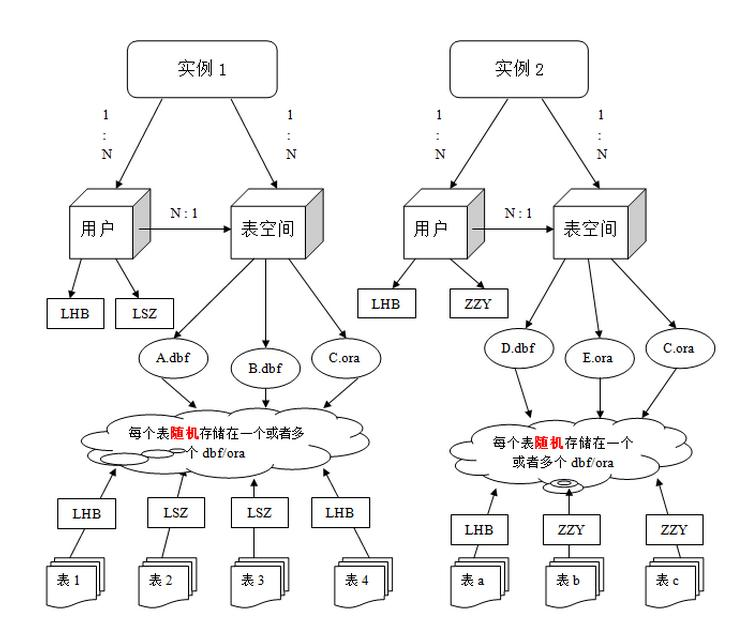 实例 1
实例 2
1
:
N
1
:
N
1
:
N
1
:
N
用户
N : 1
表空间
用户
N : 1
表空间
LHB
LSZ
LHB
ZZY
A.dbf
B.dbf
C.ora
D.dbf
E.ora
C.ora
每个表随机存储在一个或者多
个 dbf/ora
每个表随机存储在一个
或者多个 dbf/ora
LHB
LSZ
LSZ
LHB
LHB
ZZY
ZZY
表 1
表 2
表 3
表 4
表 a
表 b
表 c